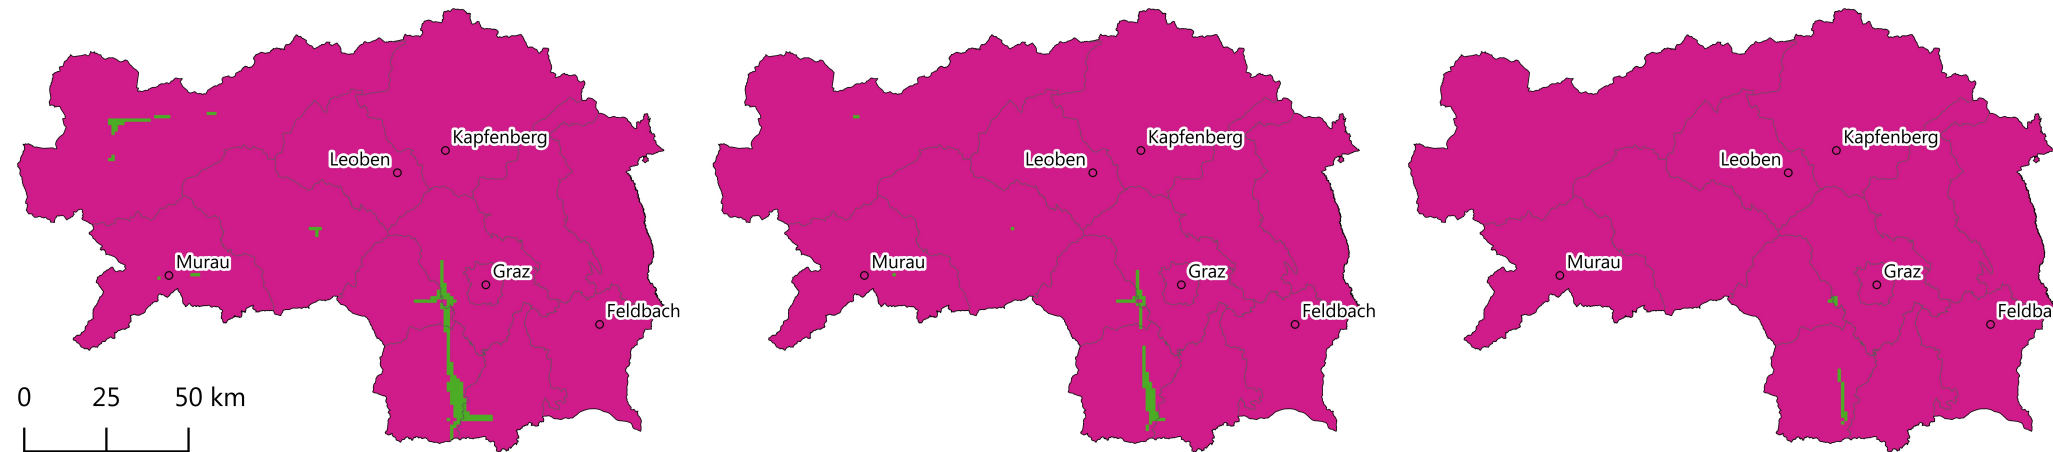 Kapfenberg
Leoben
Murau
Graz
Feldbach
0 25 50 km
Kapfenberg
Leoben
Murau
Graz
Feldbach
Kapfenberg
Leoben
Murau
Graz
Feldba